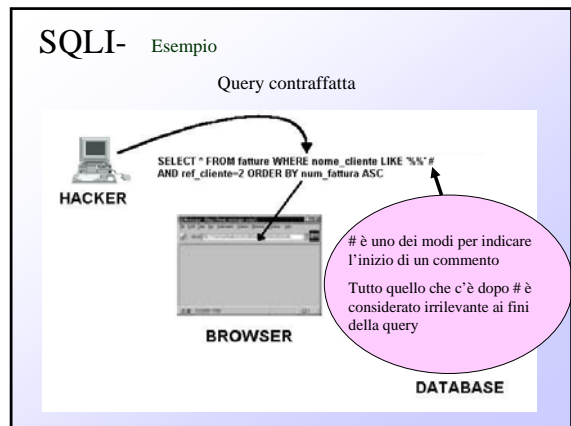 SQLI- Esempio
Query contraffatta
SELECT * FROM fatture WHERE nome_cliente LIKE '%%'#
AND ref_cliente=2 ORDER BY num_fattura ASC
HACKER
# è uno dei modi per indicare
l'inizio di un commento
Tutto quello che c'è dopo # è
considerato irrilevante ai fini
della query
BROWSER
DATABASE